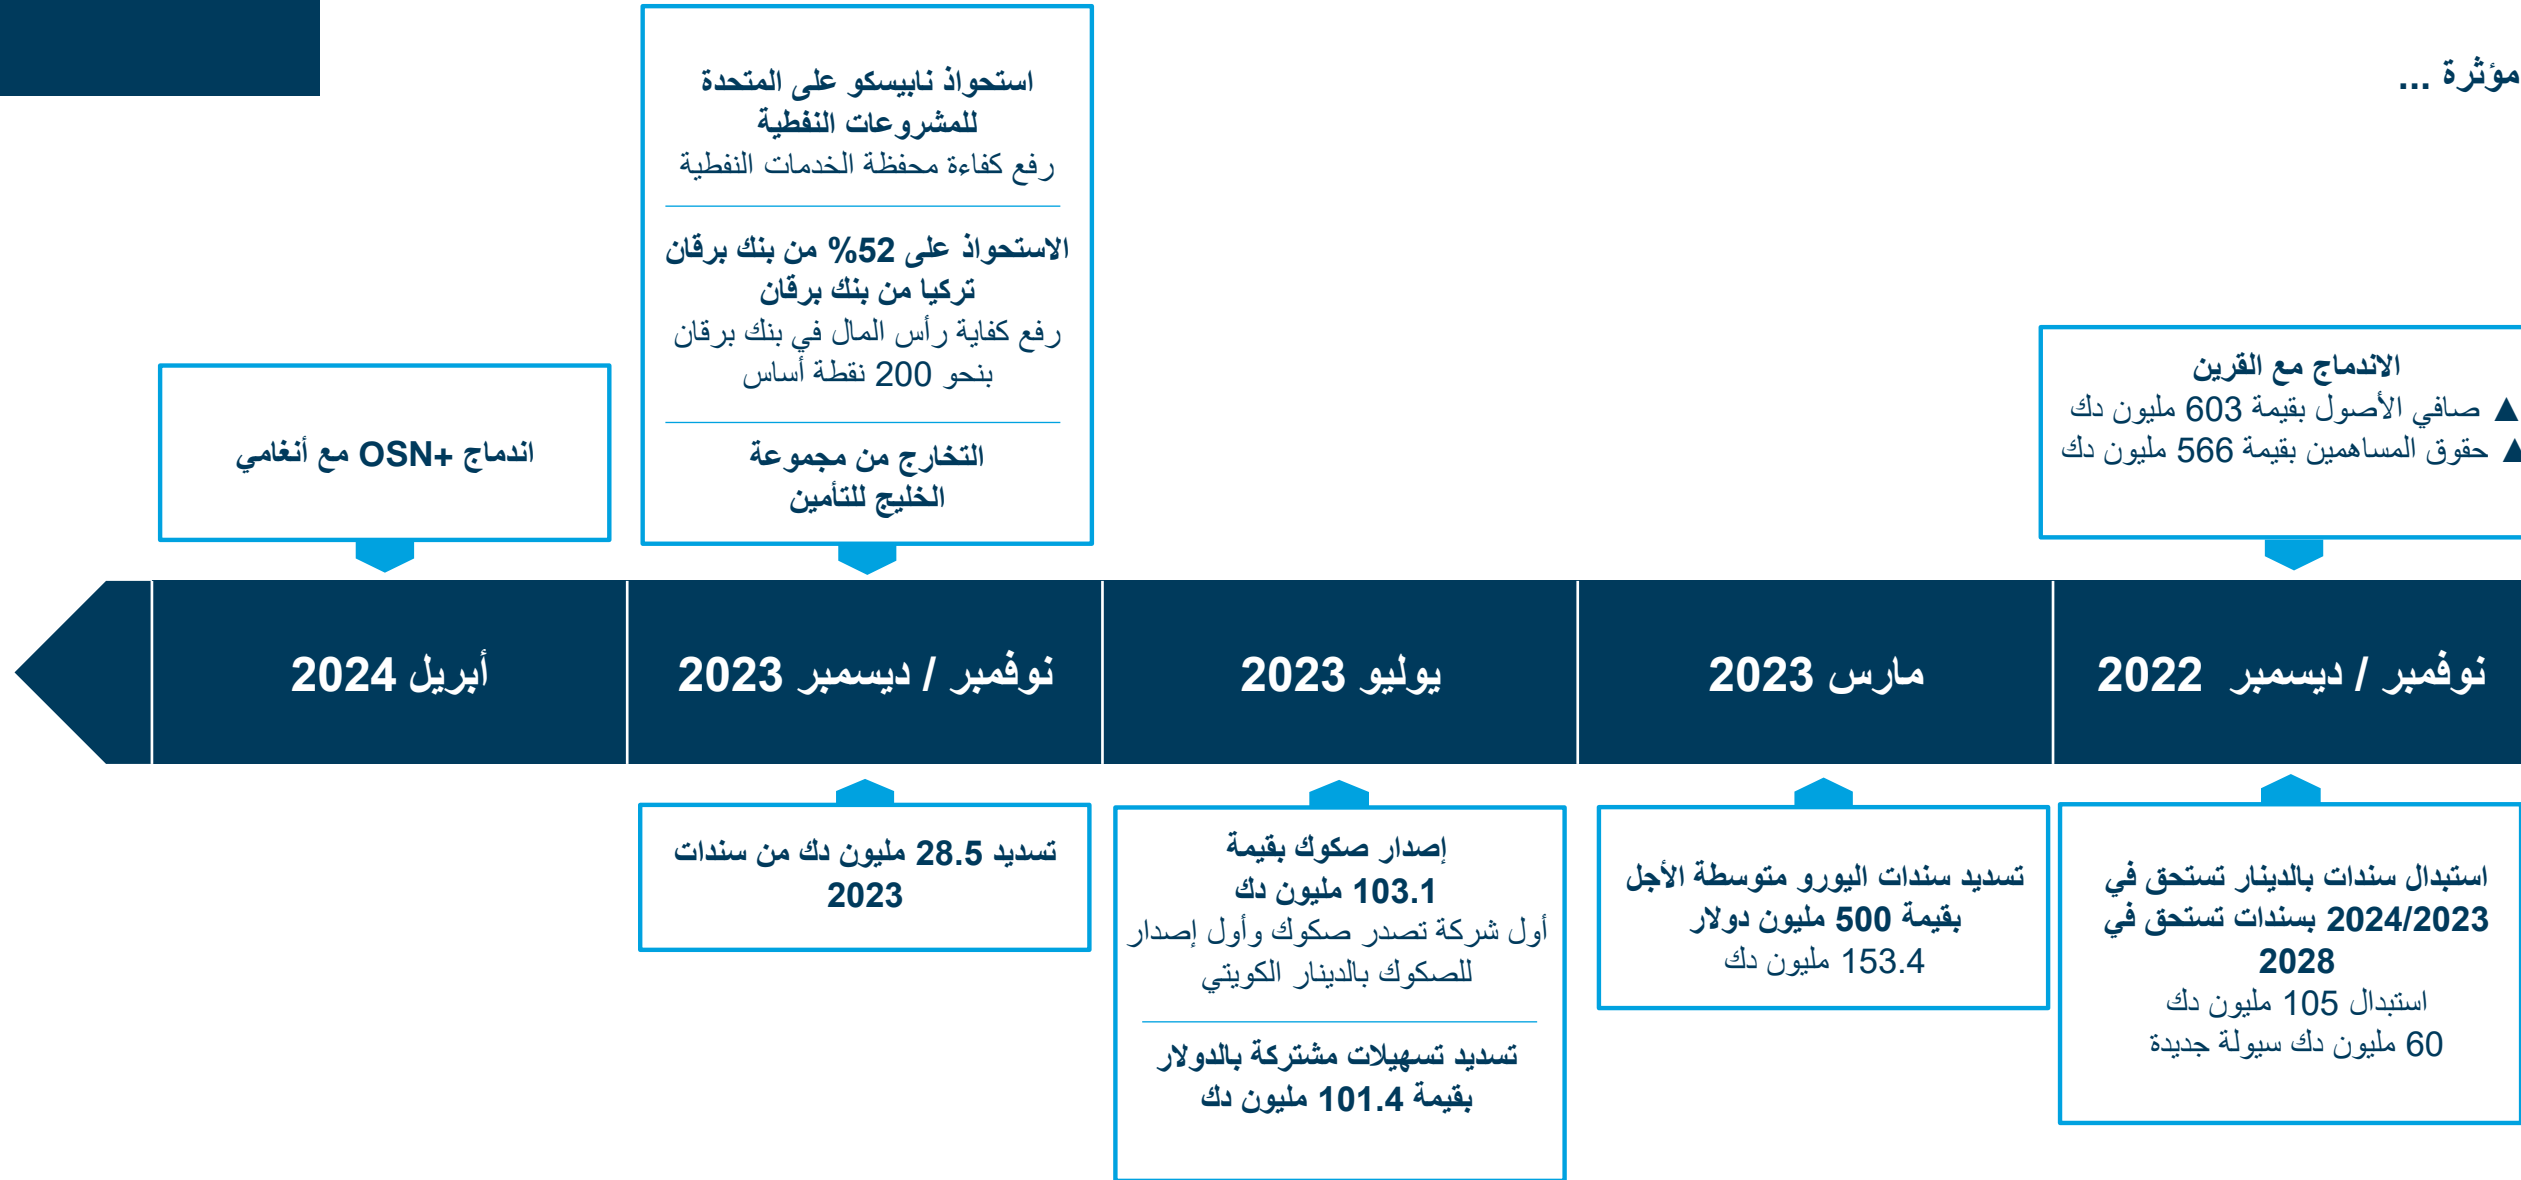 مؤثرة ...
الاندماج مع القرين
▲ صافي الأصول بقيمة 603 مليون دك
▲ حقوق المساهمين بقيمة 566 مليون دك
استحواذ نابيسكو على المتحدة
للمشروعات النفطية
رفع كفاءة محفظة الخدمات النفطية
الاستحواذ على 52% من بنك برقان
تركيا من بنك برقان
رفع كفاية رأس المال في بنك برقان
بنحو 200 نقطة أساس
التخارج من مجموعة
الخليج للتأمين
اندماج +OSN مع أنغامي
نوفمبر / ديسمبر 2022
مارس 2023
يوليو 2023
نوفمبر / ديسمبر 2023
أبريل 2024
استبدال سندات بالدينار تستحق في
2024/2023 بسندات تستحق في
2028
استبدال 105 مليون دك
60 مليون دك سيولة جديدة
تسديد سندات اليورو متوسطة الأجل
بقيمة 500 مليون دولار
153.4 مليون دك
إصدار صكوك بقيمة
103.1 مليون دك
أول شركة تصدر صكوك وأول إصدار
للصكوك بالدينار الكويتي
تسديد تسهيلات مشتركة بالدولار
بقيمة 101.4 مليون دك
تسديد 28.5 مليون دك من سندات
2023